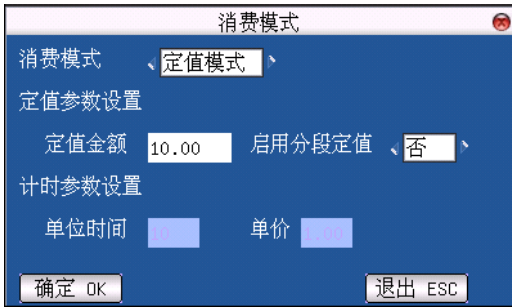 消费模式
消费模式 定值模式
定值参数设置
定值金额 10.00 启用分段定值 否
计时参数设置
单位时间 10 单价 1.00
确定 OK 退出 ESC